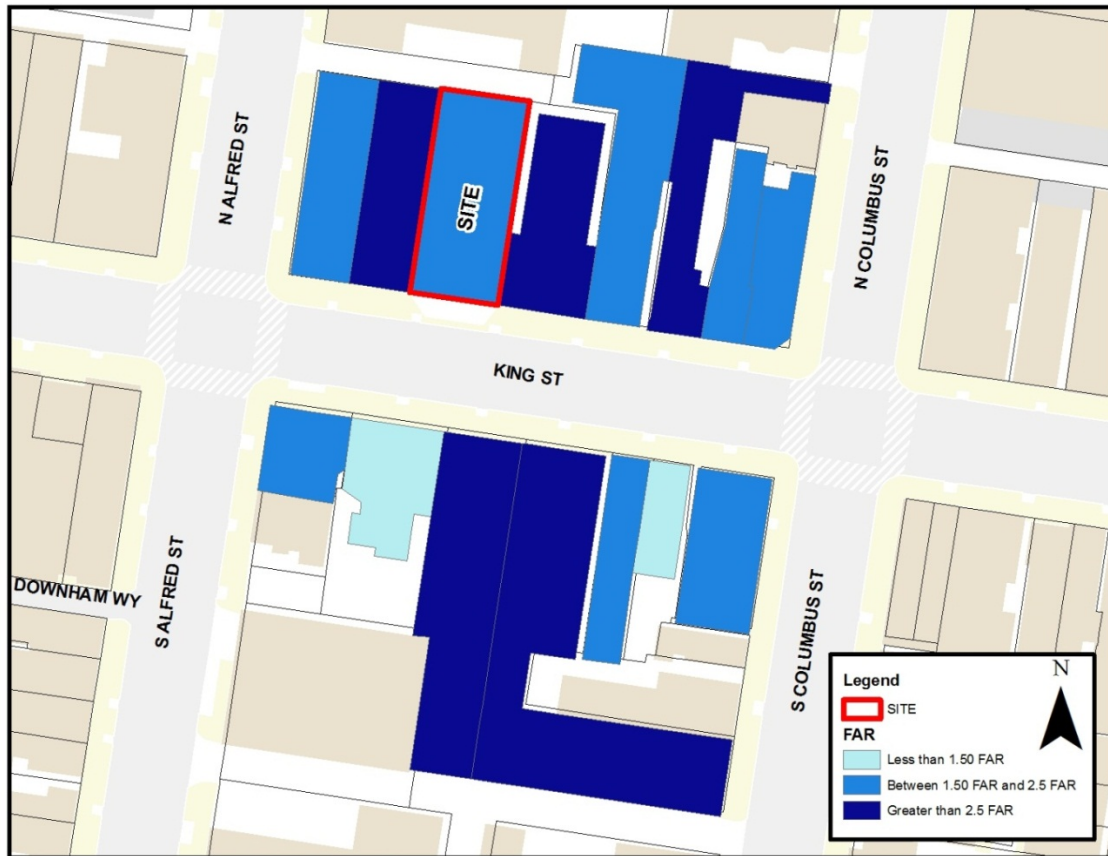 N ALFRED ST
SITE
N COLUMBUS ST
KING ST
DOWNHAM WY
S ALFRED ST
S COLUMBUS ST
N
Legend
SITE
FAR
Less than 1.50 FAR
Between 1.50 FAR and 2.5 FAR
Greater than 2.5 FAR